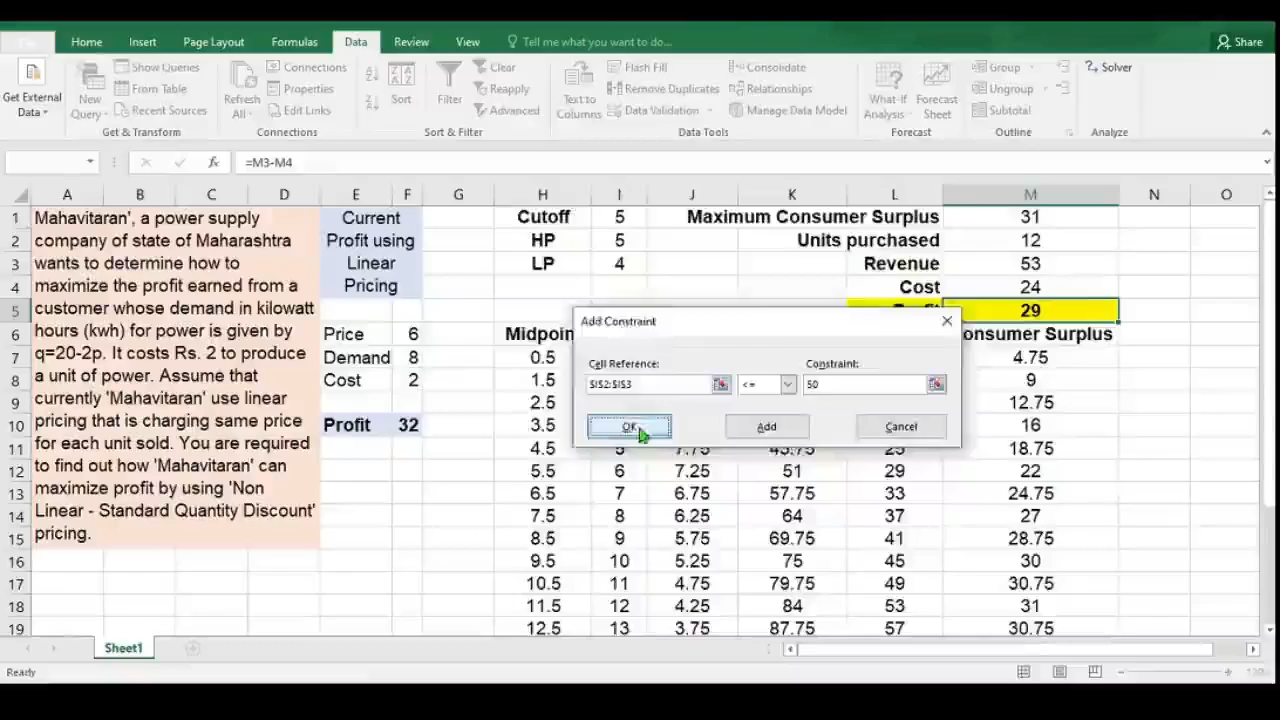 Home Insert Page Layout Formulas Data Review View Tell me what you want to do... Share
Get External Data
New Query
Show Queries
From Table
Recent Sources
Get & Transform
Refresh All
Connections
Properties
Edit Links
Connections
Sort
Filter
Clear
Reapply
Advanced
Sort & Filter
Text to Columns
Flash Fill
Remove Duplicates
Data Validation
Consolidate
Relationships
Manage Data Model
Data Tools
What-If Analysis
Forecast Sheet
Forecast
Group
Ungroup
Subtotal
Outline
Solver
Analyze
fx =M3-M4
A B C D E F G H I J K L M N O
1 2 3 4 5 6 7 8 9 10 11 12 13 14 15 16 17 18 19
Mahavitaran', a power supply
company of state of Maharashtra
wants to determine how to
maximize the profit earned from a
customer whose demand in kilowatt
hours (kwh) for power is given by
q=20-2p. It costs Rs. 2 to produce
a unit of power. Assume that
currently 'Mahavitaran' use linear
pricing that is charging same price
for each unit sold. You are required
to find out how 'Mahavitaran' can
maximize profit by using 'Non
Linear - Standard Quantity Discount'
pricing.
Current
Profit using
Linear
Pricing
Price 6
Demand 8
Cost 2
Profit 32
Cutoff 5 Maximum Consumer Surplus 31
HP 5 Units purchased 12
LP 4 Revenue 53
Cost 24
29
Add Constraint
Cell Reference:
$I$2:$I$3
<=
Constraint:
50
OK Add Cancel
0.5 4.75
1.5 9
2.5 12.75
3.5 16
4.5 18.75
5.5 6 7.25 51 29 22
6.5 7 6.75 57.75 33 24.75
7.5 8 6.25 64 37 27
8.5 9 5.75 69.75 41 28.75
9.5 10 5.25 75 45 30
10.5 11 4.75 79.75 49 30.75
11.5 12 4.25 84 53 31
12.5 13 3.75 87.75 57 30.75
Sheet1
Ready